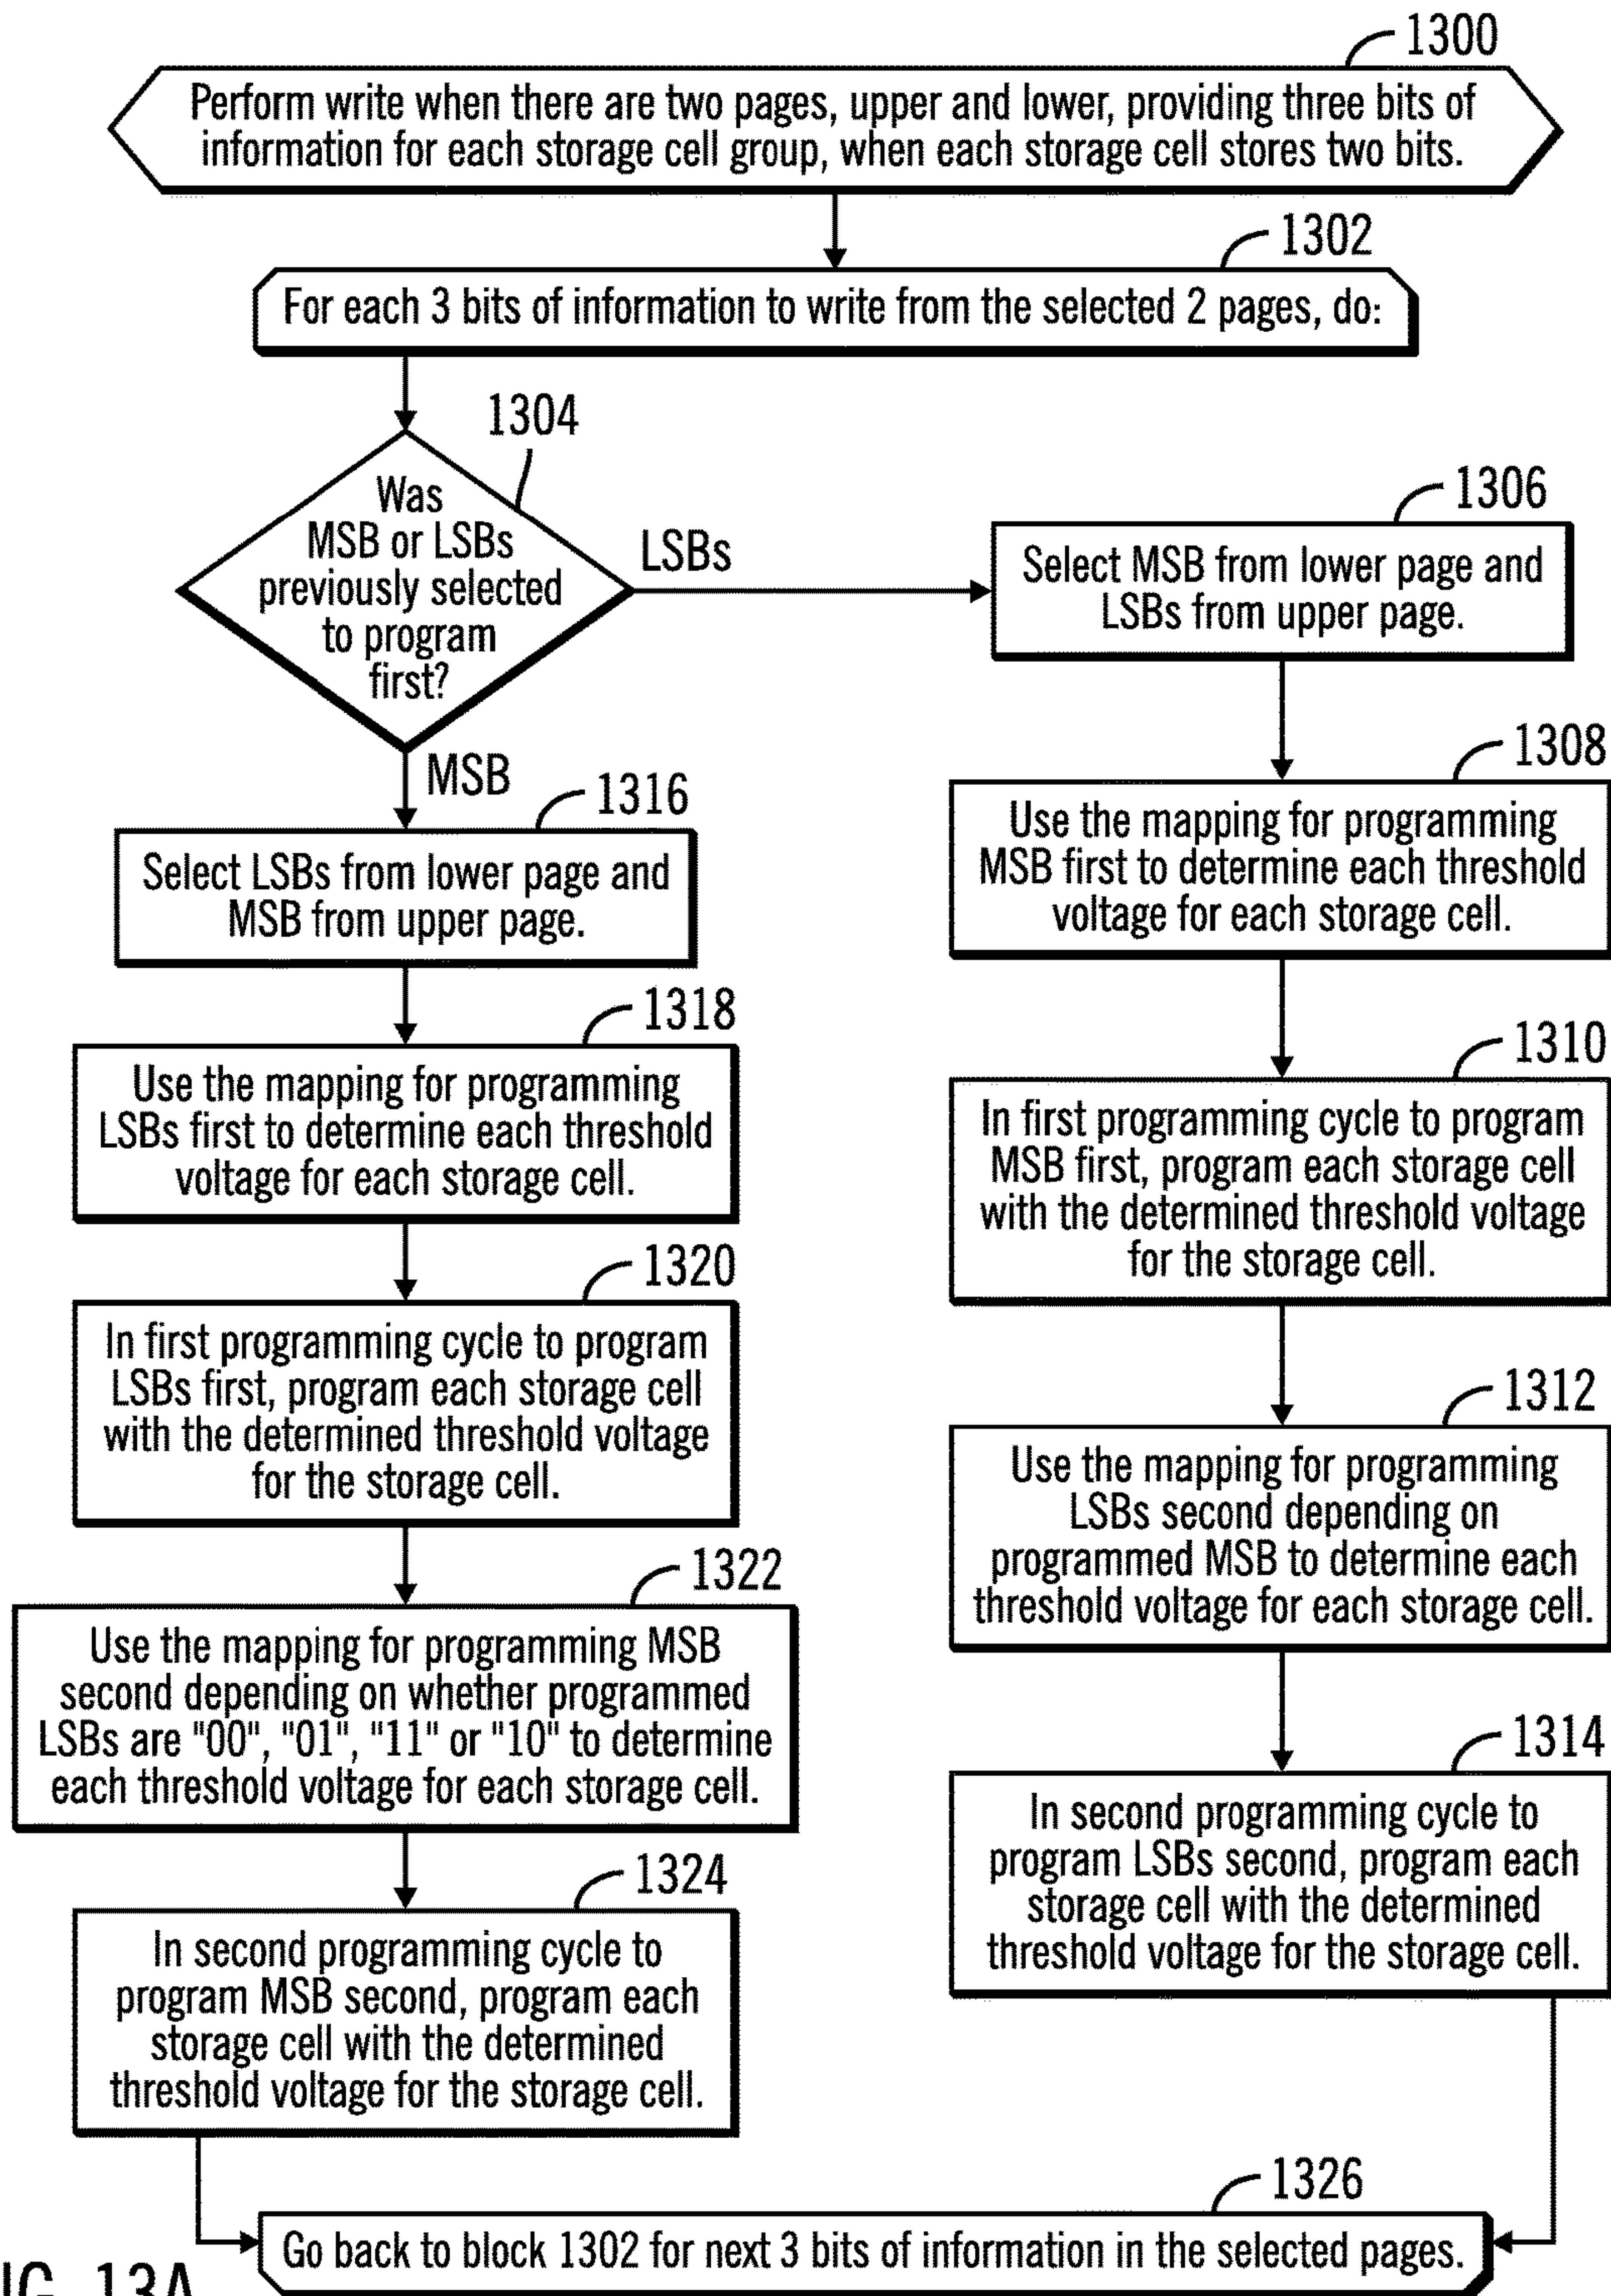 1300
Perform write when there are two pages, upper and lower, providing three bits of
information for each storage cell group, when each storage cell stores two bits.
1302
For each 3 bits of information to write from the selected 2 pages, do:
1304
Was
MSB or LSBs
previously selected
to program
first?
LSBs
MSB
1306
Select MSB from lower page and
LSBs from upper page.
1308
Use the mapping for programming
MSB first to determine each threshold
voltage for each storage cell.
1310
In first programming cycle to program
MSB first, program each storage cell
with the determined threshold voltage
for the storage cell.
1312
Use the mapping for programming
LSBs second depending on
programmed MSB to determine each
threshold voltage for each storage cell.
1314
In second programming cycle to
program LSBs second, program each
storage cell with the determined
threshold voltage for the storage cell.
1316
Select LSBs from lower page and
MSB from upper page.
1318
Use the mapping for programming
LSBs first to determine each threshold
voltage for each storage cell.
1320
In first programming cycle to program
LSBs first, program each storage cell
with the determined threshold voltage
for the storage cell.
1322
Use the mapping for programming MSB
second depending on whether programmed
LSBs are "00", "01", "11" or "10" to determine
each threshold voltage for each storage cell.
1324
In second programming cycle to
program MSB second, program each
storage cell with the determined
threshold voltage for the storage cell.
1326
Go back to block 1302 for next 3 bits of information in the selected pages.
13A